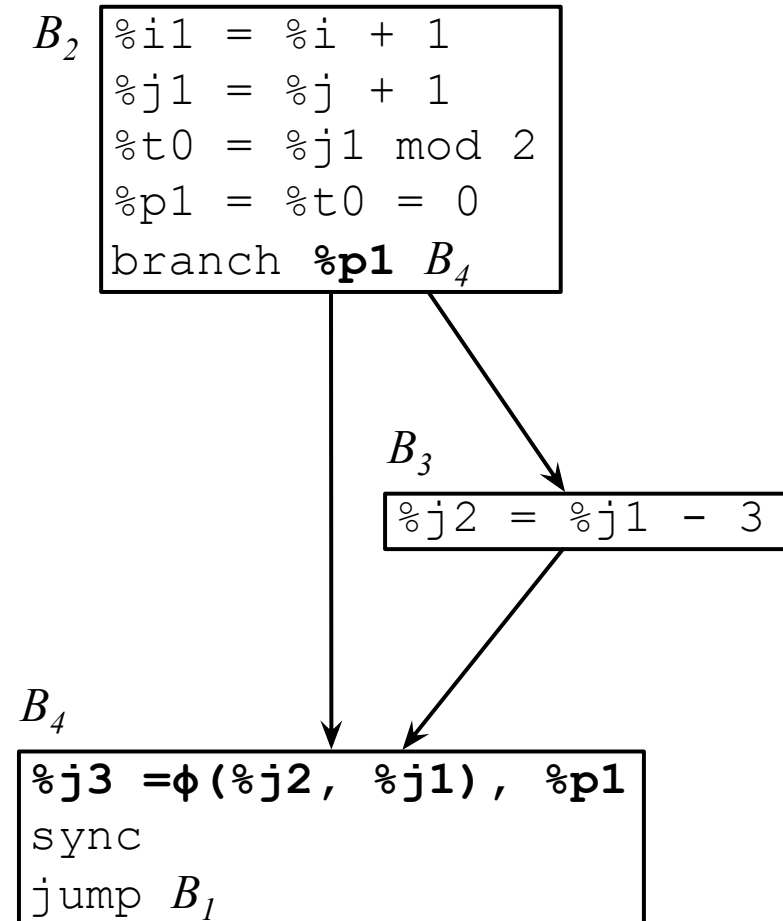 B2
%i1 = %i + 1
%j1 = %j + 1
%t0 = %j1 mod 2
%p1 = %t0 = 0
branch %p1 B4
B3
%j2 = %j1 - 3
B4
%j3 =ϕ(%j2, %j1), %p1
sync
jump B1